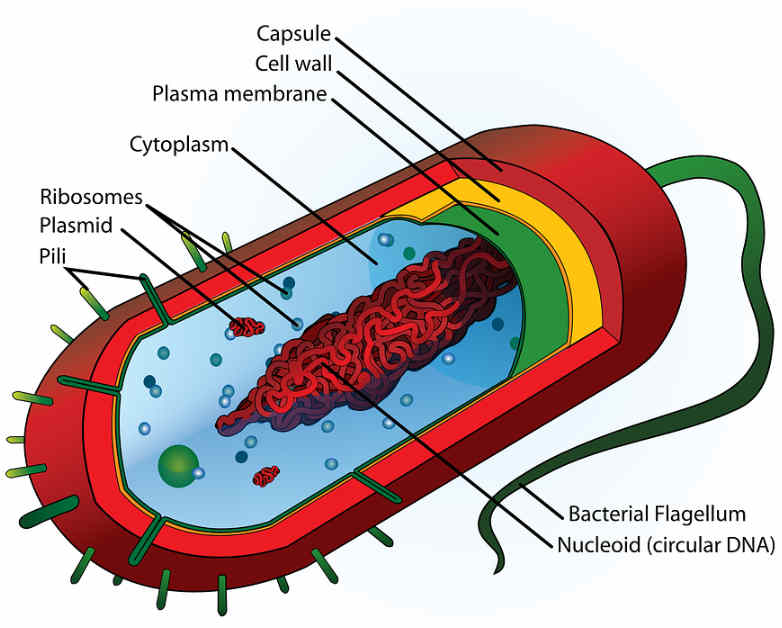 Capsule
Cell wall
Plasma membrane
Cytoplasm
Ribosomes
Plasmid
Pili
Bacterial Flagellum
Nucleoid (circular DNA)